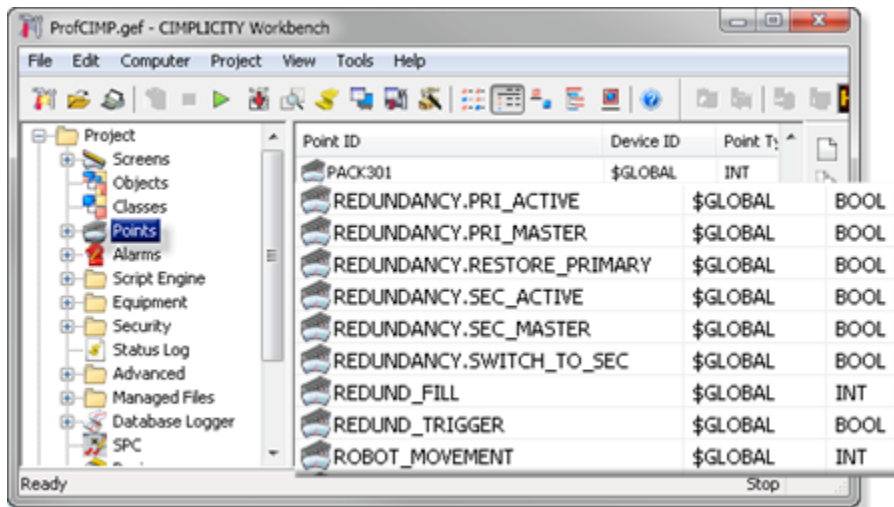 ProfCIMP.gef - CIMPLICITY Workbench
File Edit Computer Project View Tools Help
Project
Screens
Objects
Classes
Points
Alarms
Script Engine
Equipment
Security
Status Log
Advanced
Managed Files
Database Logger
SPC
Point ID Device ID Point Ty
PACK301 $GLOBAL INT
REDUNDANCY.PRI_ACTIVE $GLOBAL BOOL
REDUNDANCY.PRI_MASTER $GLOBAL BOOL
REDUNDANCY.RESTORE_PRIMARY $GLOBAL BOOL
REDUNDANCY.SEC_ACTIVE $GLOBAL BOOL
REDUNDANCY.SEC_MASTER $GLOBAL BOOL
REDUNDANCY.SWITCH_TO_SEC $GLOBAL BOOL
REDUND_FILL $GLOBAL INT
REDUND_TRIGGER $GLOBAL BOOL
ROBOT_MOVEMENT $GLOBAL INT
Ready Stop